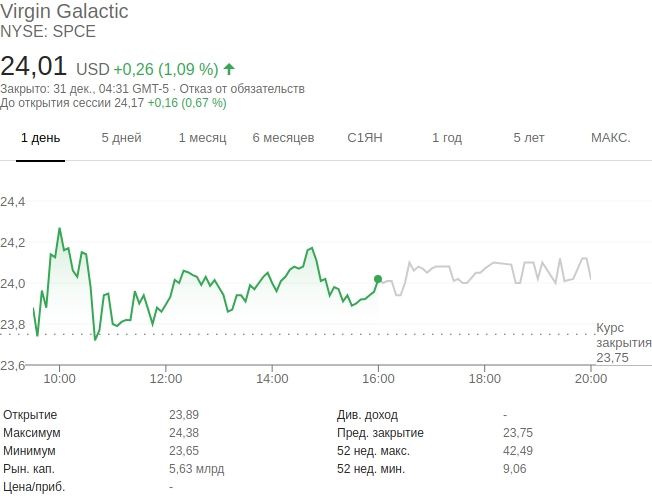 Virgin Galactic
NYSE: SPCE
24,01 USD +0,26 (1,09 %)
Закрыто: 31 дек., 04:31 GMT-5 · Отказ от обязательств
До открытия сессии 24,17 +0,16 (0,67 %)
1 день 5 дней 1 месяц 6 месяцев С1ЯН 1 год 5 лет МАКС.
24,4
24,2
24,0
23,8
Курс
закрытия
23,75
23,6
10:00 12:00 14:00 16:00 18:00 20:00
Открытие 23,89 Див. доход -
Максимум 24,38 Пред. закрытие 23,75
Минимум 23,65 52 нед. макс. 42,49
Рын. кап. 5,63 млрд 52 нед. мин. 9,06
Цена/приб. -